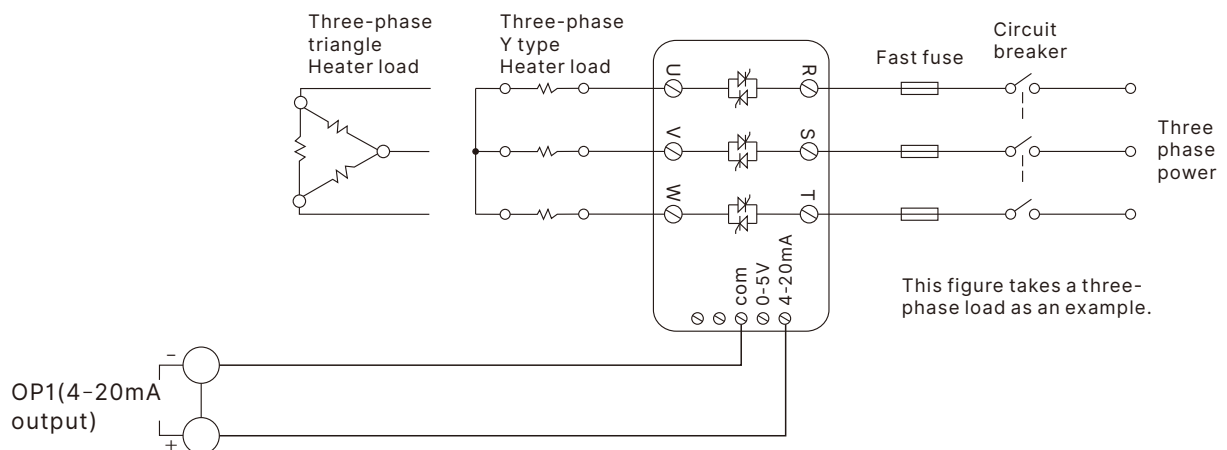 Three-phase
triangle
Heater load
Three-phase
Y type
Heater load
Fast fuse
Circuit
breaker
U
R
V
S
W
T
Three
phase
power
com
0-5V
4-20mA
This figure takes a three-
phase load as an example.
−
OP1(4-20mA
output)
+